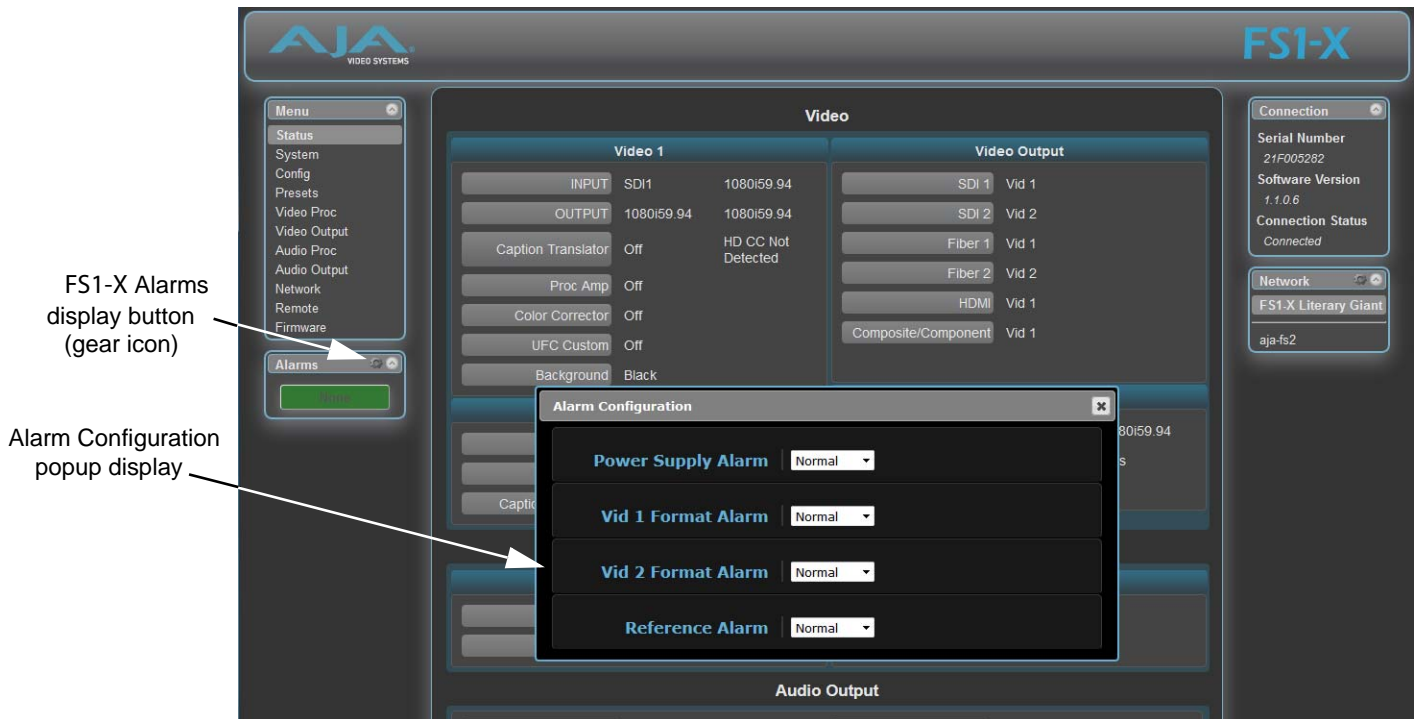 AJA
VIDEO SYSTEMS
FS1-X
Menu
Status
System
Config
Presets
Video Proc
Video Output
Audio Proc
Audio Output
Network
Remote
Firmware
Alarms
None
FS1-X Alarms
display button
(gear icon)
Alarm Configuration
popup display
Video
Video 1
INPUT SDI1 1080i59.94
OUTPUT 1080i59.94 1080i59.94
Caption Translator Off HD CC Not
Detected
Proc Amp Off
Color Corrector Off
UFC Custom Off
Background Black
Video Output
SDI 1 Vid 1
SDI 2 Vid 2
Fiber 1 Vid 1
Fiber 2 Vid 2
HDMI Vid 1
Composite/Component Vid 1
Alarm Configuration
Power Supply Alarm Normal
Vid 1 Format Alarm Normal
Vid 2 Format Alarm Normal
Reference Alarm Normal
Audio Output
Connection
Serial Number
21F005282
Software Version
1.1.0.6
Connection Status
Connected
Network
FS1-X Literary Giant
aja-fs2